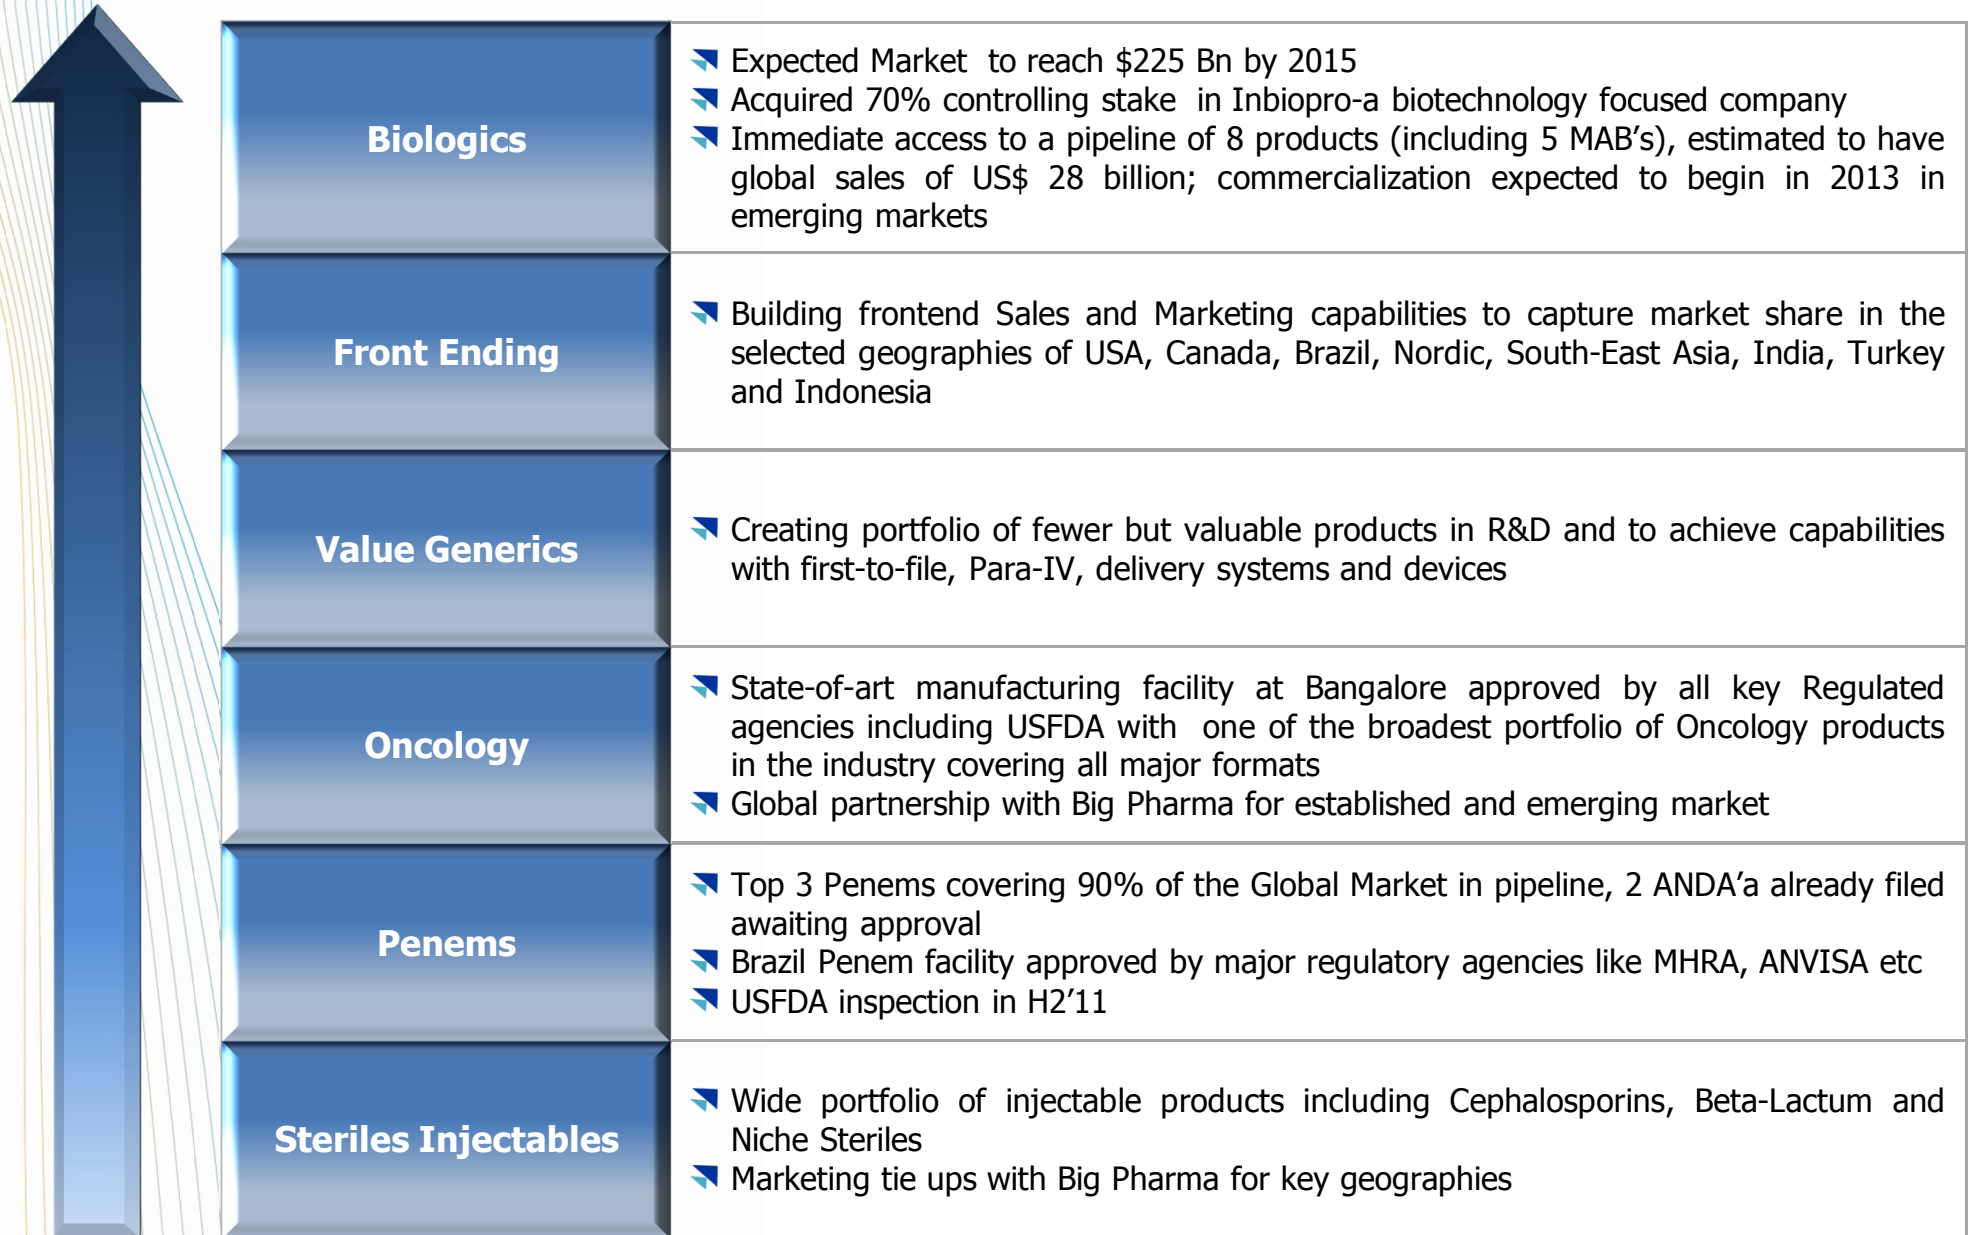 Biologics
Expected Market to reach $225 Bn by 2015
Acquired 70% controlling stake in Inbiopro-a biotechnology focused company
Immediate access to a pipeline of 8 products (including 5 MAB's), estimated to have
global sales of US$ 28 billion; commercialization expected to begin in 2013 in
emerging markets
Front Ending
Building frontend Sales and Marketing capabilities to capture market share in the
selected geographies of USA, Canada, Brazil, Nordic, South-East Asia, India, Turkey
and Indonesia
Value Generics
Creating portfolio of fewer but valuable products in R&D and to achieve capabilities
with first-to-file, Para-IV, delivery systems and devices
Oncology
State-of-art manufacturing facility at Bangalore approved by all key Regulated
agencies including USFDA with one of the broadest portfolio of Oncology products
in the industry covering all major formats
Global partnership with Big Pharma for established and emerging market
Penems
Top 3 Penems covering 90% of the Global Market in pipeline, 2 ANDA'a already filed
awaiting approval
Brazil Penem facility approved by major regulatory agencies like MHRA, ANVISA etc
USFDA inspection in H2'11
Steriles Injectables
Wide portfolio of injectable products including Cephalosporins, Beta-Lactum and
Niche Steriles
Marketing tie ups with Big Pharma for key geographies